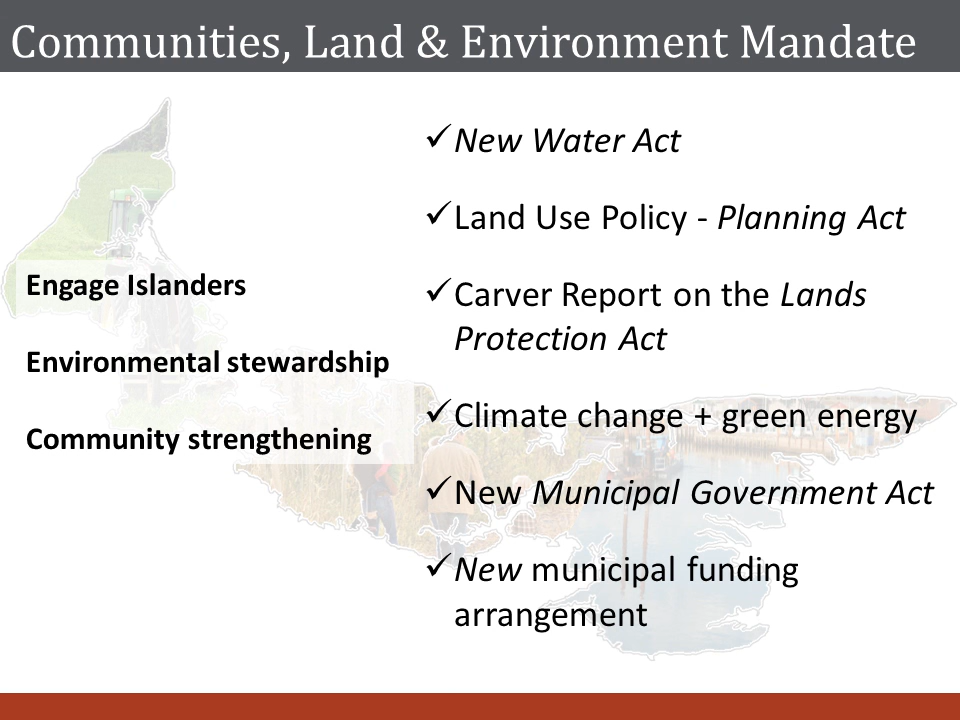 Communities, Land & Environment Mandate
Engage Islanders
Environmental stewardship
Community strengthening
✓ New Water Act
✓ Land Use Policy - Planning Act
✓ Carver Report on the Lands
Protection Act
✓ Climate change + green energy
✓ New Municipal Government Act
✓ New municipal funding
arrangement